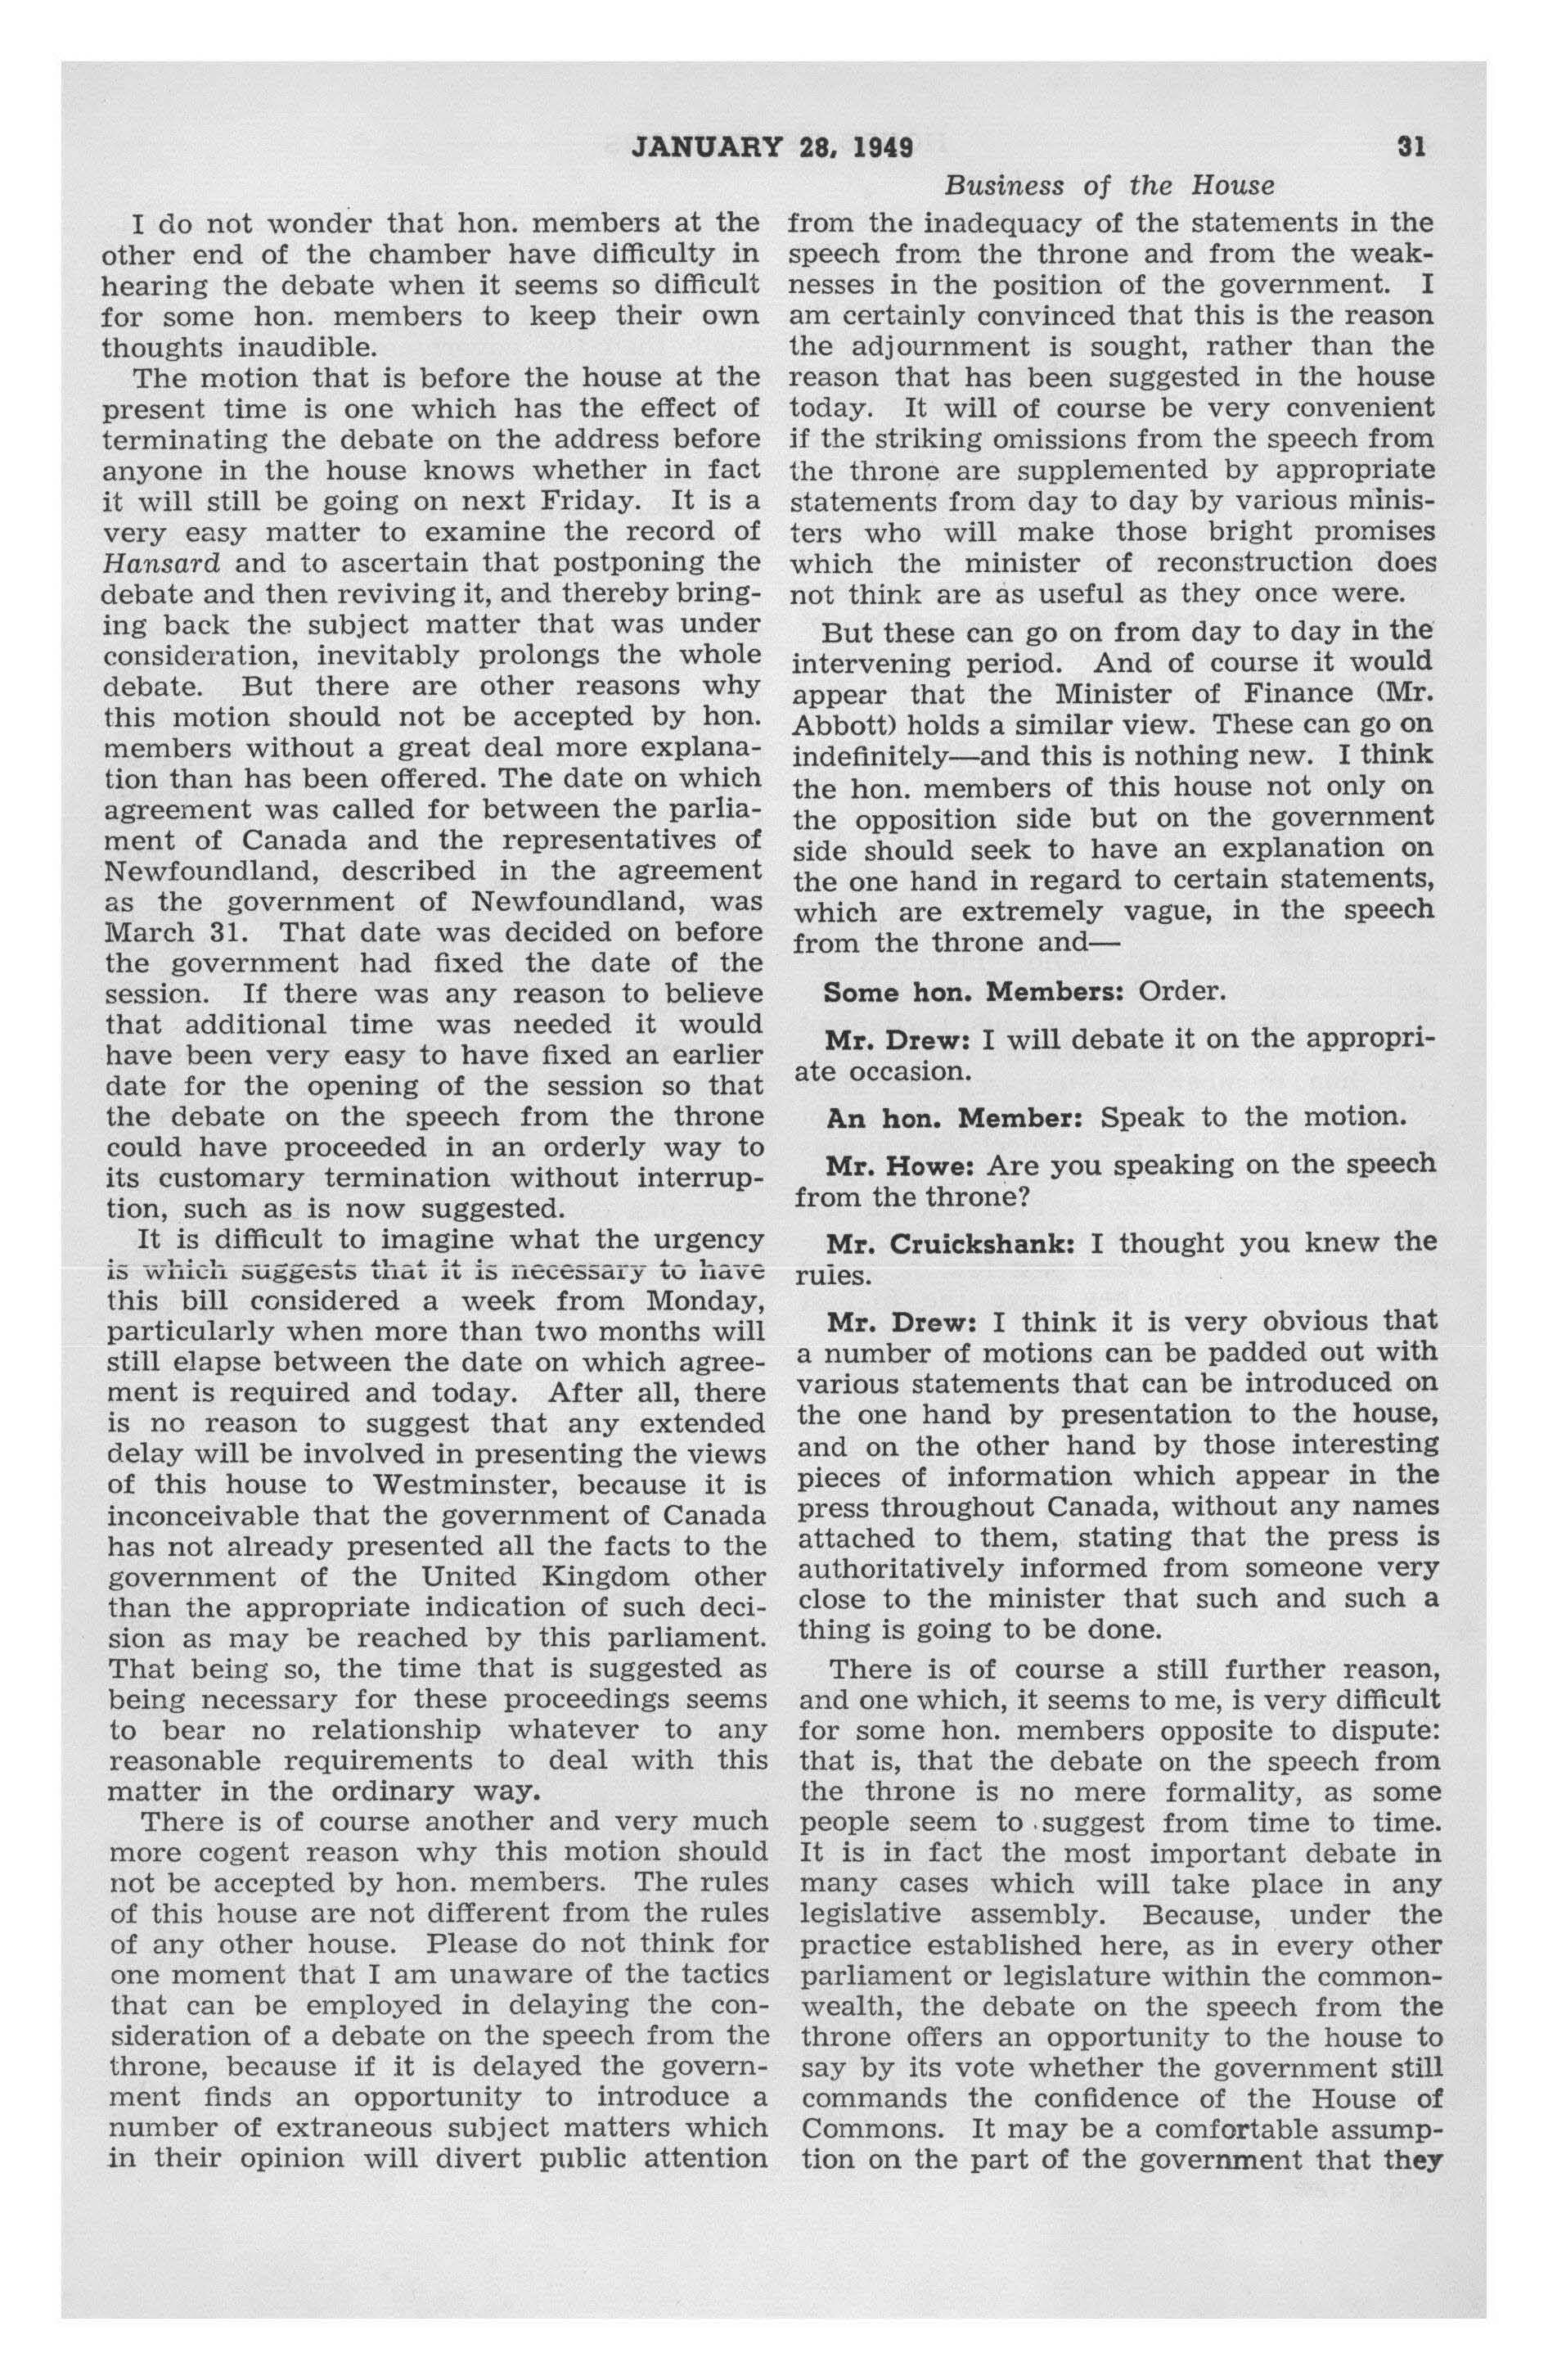 JANUARY 28, 1949
31
Business of the House
I do not wonder that hon. members at the
other end of the chamber have difficulty in
hearing the debate when it seems so difficult
for some hon. members to keep their own
thoughts inaudible.
The motion that is before the house at the
present time is one which has the effect of
terminating the debate on the address before
anyone in the house knows whether in fact
it will still be going on next Friday. It is a
very easy matter to examine the record of
Hansard and to ascertain that postponing the
debate and then reviving it, and thereby bring-
ing back the subject matter that was under
consideration, inevitably prolongs the whole
debate. But there are other reasons why
this motion should not be accepted by hon.
members without a great deal more explana-
tion than has been offered. The date on which
agreement was called for between the parlia-
ment of Canada and the representatives of
Newfoundland, described in the agreement
as the government of Newfoundland, was
March 31. That date was decided on before
the government had fixed the date of the
session. If there was any reason to believe
that additional time was needed it would
have been very easy to have fixed an earlier
date for the opening of the session so that
the debate on the speech from the throne
could have proceeded in an orderly way to
its customary termination without interrup-
tion, such as is now suggested.
It is difficult to imagine what the urgency
is which suggests that it is necessary to have
this bill considered a week from Monday,
particularly when more than two months will
still elapse between the date on which agree-
ment is required and today. After all, there
is no reason to suggest that any extended
delay will be involved in presenting the views
of this house to Westminster, because it is
inconceivable that the government of Canada
has not already presented all the facts to the
government of the United Kingdom other
than the appropriate indication of such deci-
sion as may be reached by this parliament.
That being so, the time that is suggested as
being necessary for these proceedings seems
to bear no relationship whatever to any
reasonable requirements to deal with this
matter in the ordinary way.
There is of course another and very much
more cogent reason why this motion should
not be accepted by hon. members. The rules
of this house are not different from the rules
of any other house. Please do not think for
one moment that I am unaware of the tactics
that can be employed in delaying the con-
sideration of a debate on the speech from the
throne, because if it is delayed the govern-
ment finds an opportunity to introduce a
number of extraneous subject matters which
in their opinion will divert public attention
from the inadequacy of the statements in the
speech from the throne and from the weak-
nesses in the position of the government. I
am certainly convinced that this is the reason
the adjournment is sought, rather than the
reason that has been suggested in the house
today. It will of course be very convenient
if the striking omissions from the speech from
the throne are supplemented by appropriate
statements from day to day by various minis-
ters who will make those bright promises
which the minister of reconstruction does
not think are as useful as they once were.
But these can go on from day to day in the
intervening period. And of course it would
appear that the Minister of Finance (Mr.
Abbott) holds a similar view. These can go on
indefinitely—and this is nothing new. I think
the hon. members of this house not only on
the opposition side but on the government
side should seek to have an explanation on
the one hand in regard to certain statements,
which are extremely vague, in the speech
from the throne and—
Some hon. Members: Order.
Mr. Drew: I will debate it on the appropri-
ate occasion.
An hon. Member: Speak to the motion.
Mr. Howe: Are you speaking on the speech
from the throne?
Mr. Cruickshank: I thought you knew the
rules.
Mr. Drew: I think it is very obvious that
a number of motions can be padded out with
various statements that can be introduced on
the one hand by presentation to the house,
and on the other hand by those interesting
pieces of information which appear in the
press throughout Canada, without any names
attached to them, stating that the press is
authoritatively informed from someone very
close to the minister that such and such a
thing is going to be done.
There is of course a still further reason,
and one which, it seems to me, is very difficult
for some hon. members opposite to dispute:
that is, that the debate on the speech from
the throne is no mere formality, as some
people seem to suggest from time to time.
It is in fact the most important debate in
many cases which will take place in any
legislative assembly. Because, under the
practice established here, as in every other
parliament or legislature within the common-
wealth, the debate on the speech from the
throne offers an opportunity to the house to
say by its vote whether the government still
commands the confidence of the House of
Commons. It may be a comfortable assump-
tion on the part of the government that they